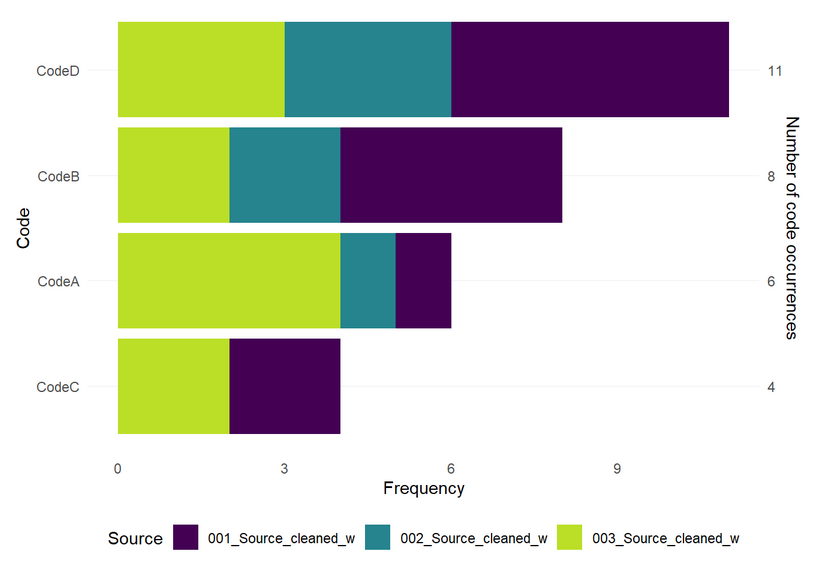 CodeD
11
CodeB
8
CodeA
6
CodeC
4
Code
Number of code occurrences
0 3 6 9
Frequency
Source 001_Source_cleaned_w 002_Source_cleaned_w 003_Source_cleaned_w